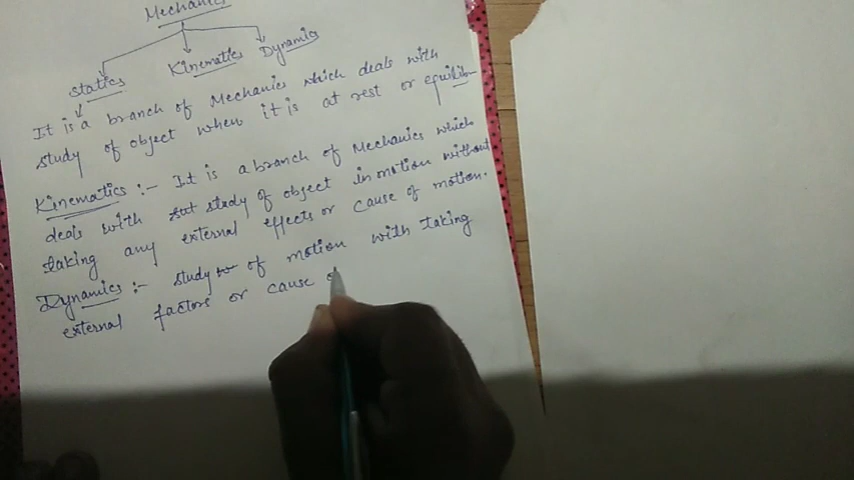 Mechanics
Statics Kinematics Dynamics
It is a branch of Mechanics which deals with
study of object when it is at rest or equilib-
Kinematics :- It is a branch of Mechanics which
deals with study of object in motion without
taking any external effects or cause of motion.
Dynamics :- study of motion with taking
external factors or cause o